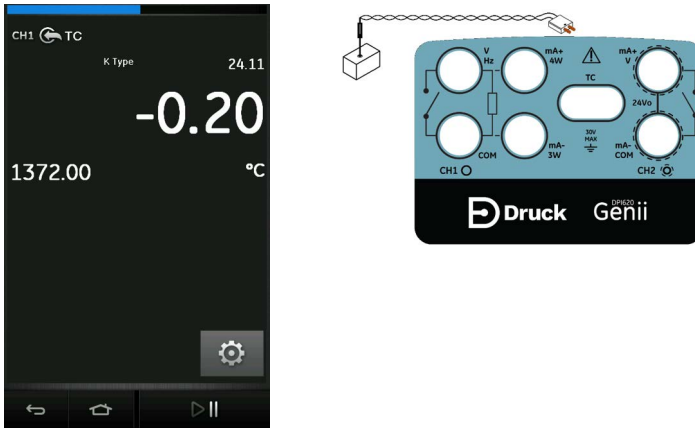 CH1 TC
K Type 24.11
-0.20
1372.00 °C
V
Hz
mA+
4W
TC
mA+
V
24Vo
30V
MAX
COM
mA-
3W
mA-
COM
CH1
CH2
Druck
DPI620
Genii